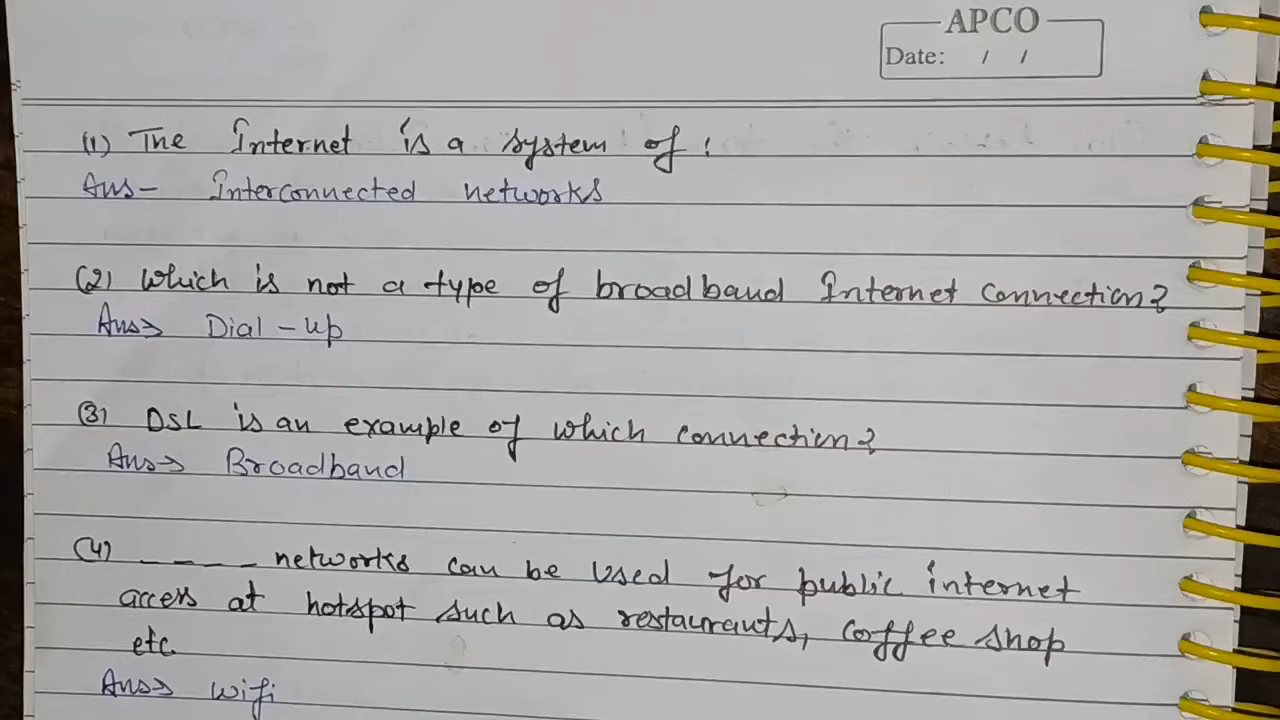 APCO
Date: / /
(1) The Internet is a system of :
Ans- Interconnected networks
(2) Which is not a type of broadband Internet connection?
Ans→ Dial-up
(3) DSL is an example of which connection?
Ans→ Broadband
(4) ---- networks can be used for public internet
access at hotspot such as restaurants, coffee shop
etc.
Ans→ wifi